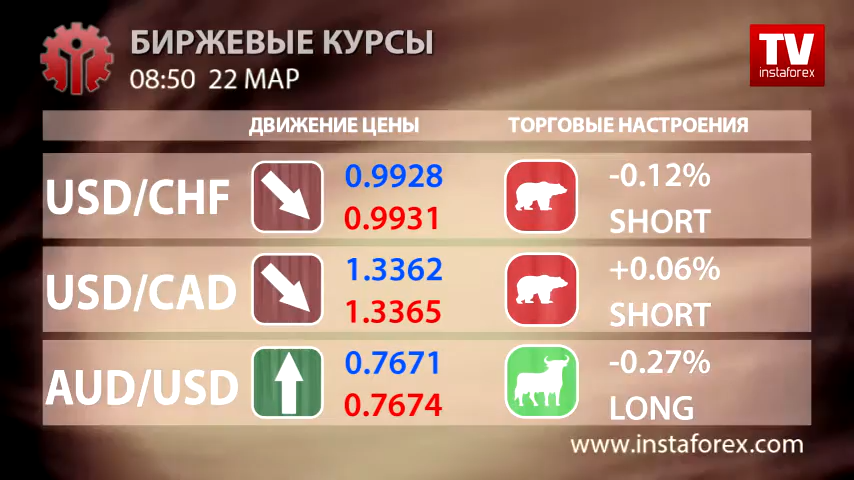 БИРЖЕВЫЕ КУРСЫ
08:50 22 МАР
TV
instaforex
ДВИЖЕНИЕ ЦЕНЫ ТОРГОВЫЕ НАСТРОЕНИЯ
USD/CHF
0.9928
0.9931
-0.12%
SHORT
USD/CAD
1.3362
1.3365
+0.06%
SHORT
AUD/USD
0.7671
0.7674
-0.27%
LONG
www.instaforex.com